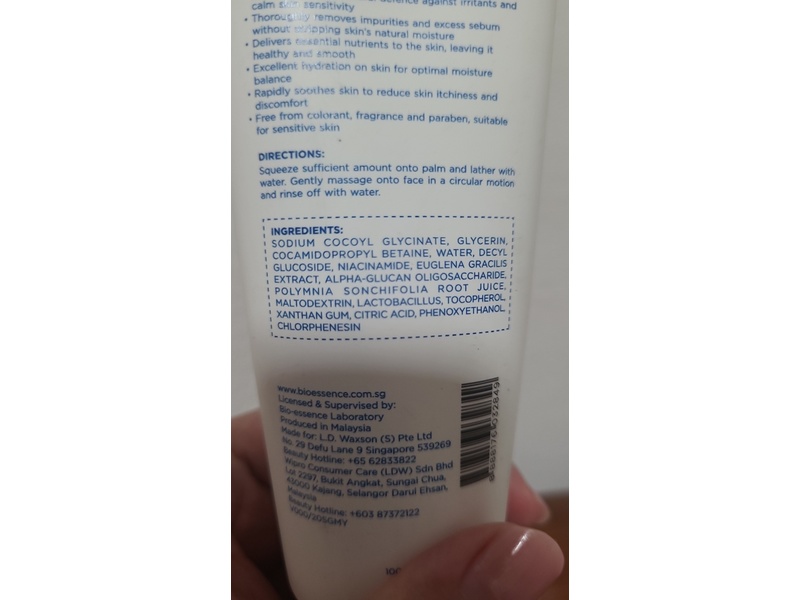 against irritants and
calm skin sensitivity
• Thoroughly removes impurities and excess sebum
without stripping skin's natural moisture
• Delivers essential nutrients to the skin, leaving it
healthy and smooth
• Excellent hydration on skin for optimal moisture
balance
• Rapidly soothes skin to reduce skin itchiness and
discomfort
• Free from colorant, fragrance and paraben, suitable
for sensitive skin
DIRECTIONS:
Squeeze sufficient amount onto palm and lather with
water. Gently massage onto face in a circular motion
and rinse off with water.
INGREDIENTS:
SODIUM COCOYL GLYCINATE, GLYCERIN,
COCAMIDOPROPYL BETAINE, WATER, DECYL
GLUCOSIDE, NIACINAMIDE, EUGLENA GRACILIS
EXTRACT, ALPHA-GLUCAN OLIGOSACCHARIDE,
POLYMNIA SONCHIFOLIA ROOT JUICE,
MALTODEXTRIN, LACTOBACILLUS, TOCOPHEROL,
XANTHAN GUM, CITRIC ACID, PHENOXYETHANOL,
CHLORPHENESIN
www.bioessence.com.sg
Licensed & Supervised by:
Bio-essence Laboratory
Produced in Malaysia
Made for: L.D. Waxson (S) Pte Ltd
No. 29 Defu Lane 9 Singapore 539269
Beauty Hotline: +65 62833822
Wipro Consumer Care (LDW) Sdn Bhd
Lot 2297, Bukit Angkat, Sungai Chua,
43000 Kajang, Selangor Darul Ehsan,
Malaysia
Beauty Hotline: +603 87372122